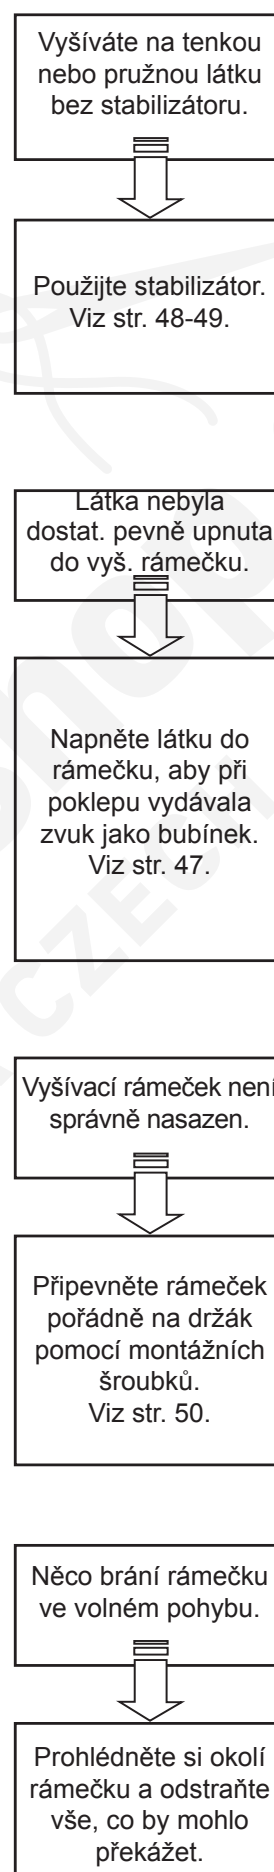 Vyšíváte na tenkou
nebo pružnou látku
bez stabilizátoru.
Použijte stabilizátor.
Viz str. 48-49.
Látka nebyla
dostat. pevně upnuta
do vyš. rámečku.
Napněte látku do
rámečku, aby při
poklepu vydávala
zvuk jako bubínek.
Viz str. 47.
Vyšívací rámeček není
správně nasazen.
Připevněte rámeček
pořádně na držák
pomocí montážních
šroubků.
Viz str. 50.
Něco brání rámečku
ve volném pohybu.
Prohlédněte si okolí
rámečku a odstraňte
vše, co by mohlo
překážet.
shop
CZECH